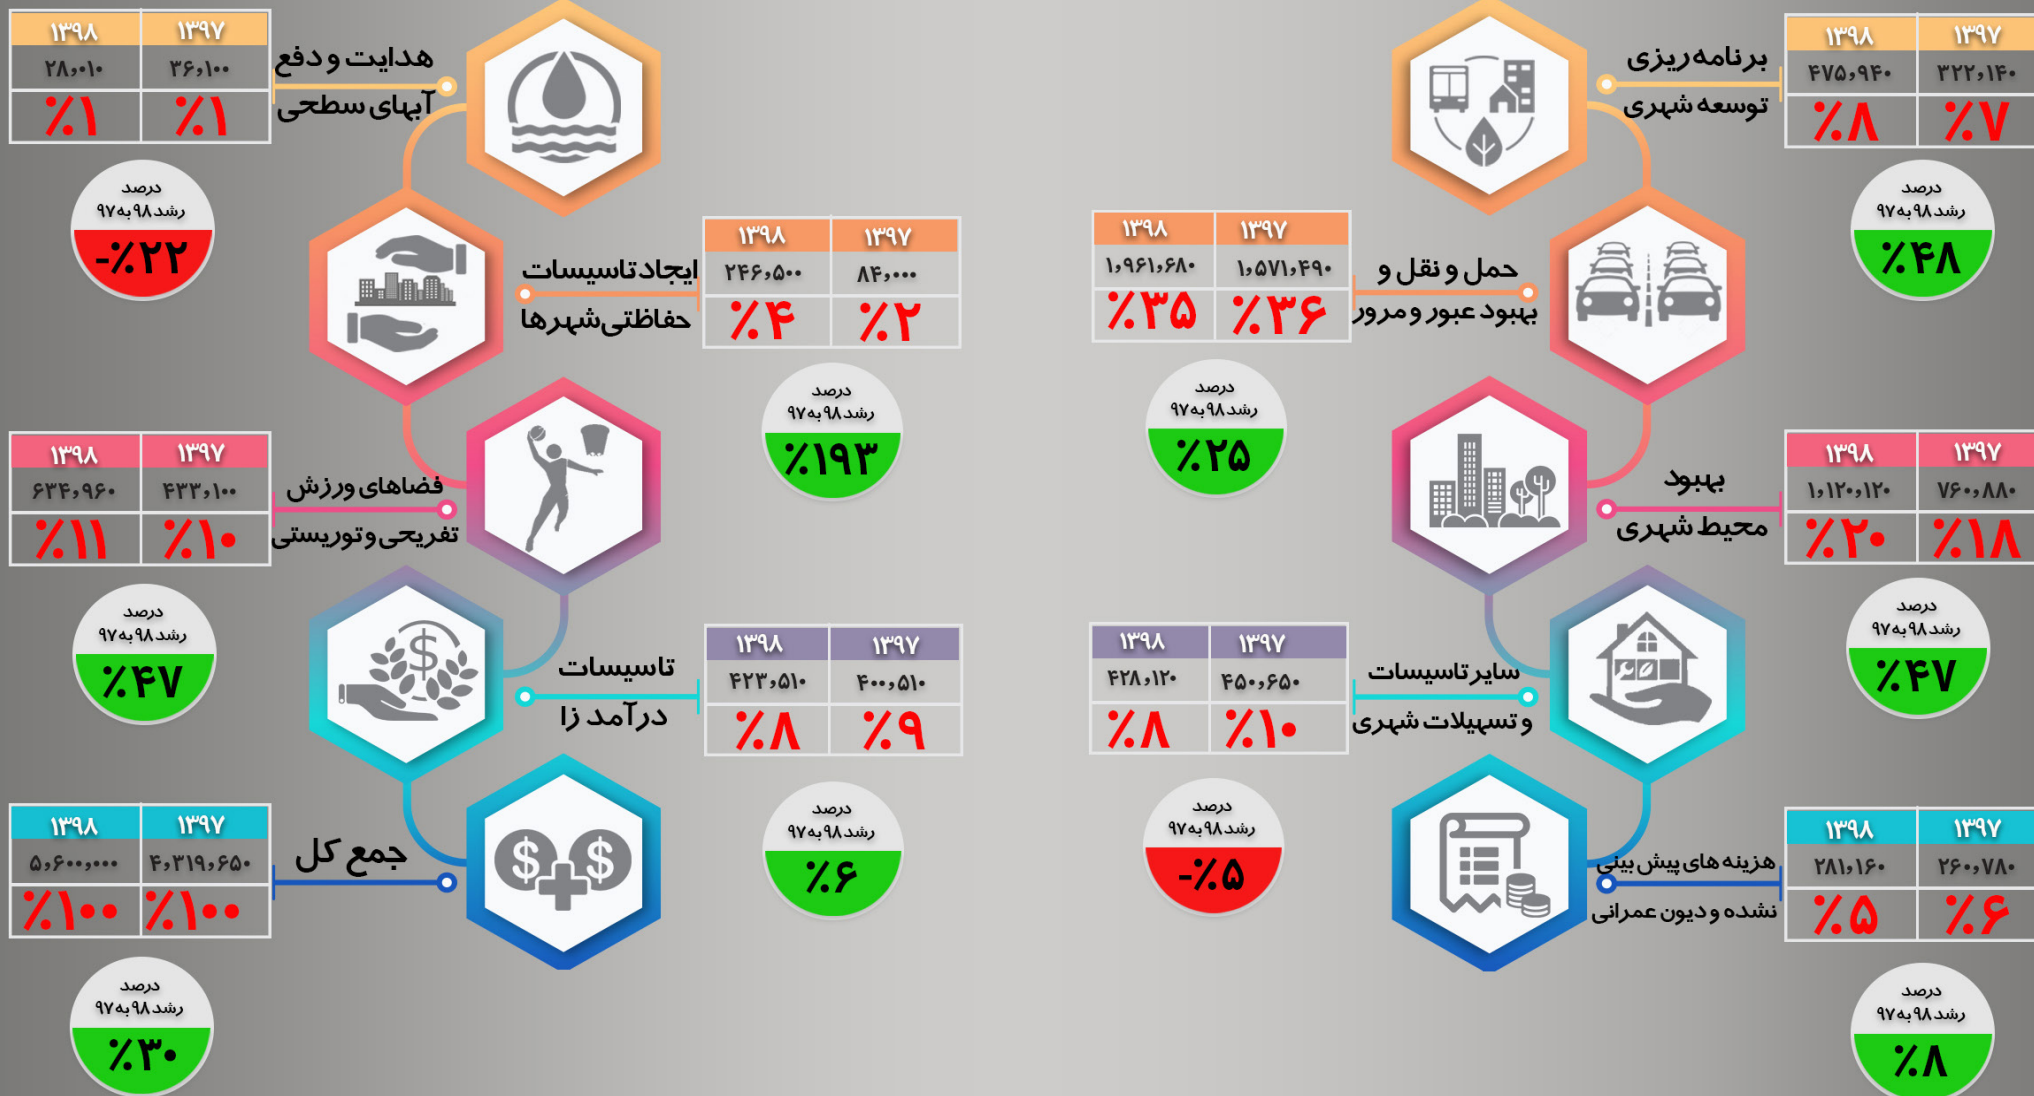 برنامه ریزی
توسعه شهری
۱۳۹۷ ۱۳۹۸
۳۲۲,۱۴۰ ۴۷۵,۹۴۰
٪۷ ٪۸
درصد
رشد ۹۸ به ۹۷
٪۴۸
حمل و نقل و
بهبود عبور و مرور
۱۳۹۷ ۱۳۹۸
۱,۵۷۱,۴۹۰ ۱,۹۶۱,۶۸۰
٪۳۶ ٪۳۵
درصد
رشد ۹۸ به ۹۷
٪۲۵
بهبود
محیط شهری
۱۳۹۷ ۱۳۹۸
۷۶۰,۸۸۰ ۱,۱۲۰,۱۲۰
٪۱۸ ٪۲۰
درصد
رشد ۹۸ به ۹۷
٪۴۷
سایر تاسیسات
و تسهیلات شهری
۱۳۹۷ ۱۳۹۸
۴۵۰,۶۵۰ ۴۲۸,۱۲۰
٪۱۰ ٪۸
درصد
رشد ۹۸ به ۹۷
-٪۵
هزینه های پیش بینی
نشده و دیون عمرانی
۱۳۹۷ ۱۳۹۸
۲۶۰,۷۸۰ ۲۸۱,۱۶۰
٪۶ ٪۵
درصد
رشد ۹۸ به ۹۷
٪۸
هدایت و دفع
آبهای سطحی
۱۳۹۷ ۱۳۹۸
۳۶,۱۰۰ ۲۸,۰۱۰
٪۱ ٪۱
درصد
رشد ۹۸ به ۹۷
-٪۲۲
ایجاد تاسیسات
حفاظتی شهرها
۱۳۹۷ ۱۳۹۸
۸۴,۰۰۰ ۲۴۶,۵۰۰
٪۲ ٪۴
درصد
رشد ۹۸ به ۹۷
٪۱۹۳
فضاهای ورزش
تفریحی و توریستی
۱۳۹۷ ۱۳۹۸
۴۳۳,۱۰۰ ۶۳۴,۹۶۰
٪۱۰ ٪۱۱
درصد
رشد ۹۸ به ۹۷
٪۴۷
تاسیسات
درآمد زا
۱۳۹۷ ۱۳۹۸
۴۰۰,۵۱۰ ۴۲۳,۵۱۰
٪۹ ٪۸
درصد
رشد ۹۸ به ۹۷
٪۶
جمع کل
۱۳۹۷ ۱۳۹۸
۴,۳۱۹,۶۵۰ ۵,۶۰۰,۰۰۰
٪۱۰۰ ٪۱۰۰
درصد
رشد ۹۸ به ۹۷
٪۳۰